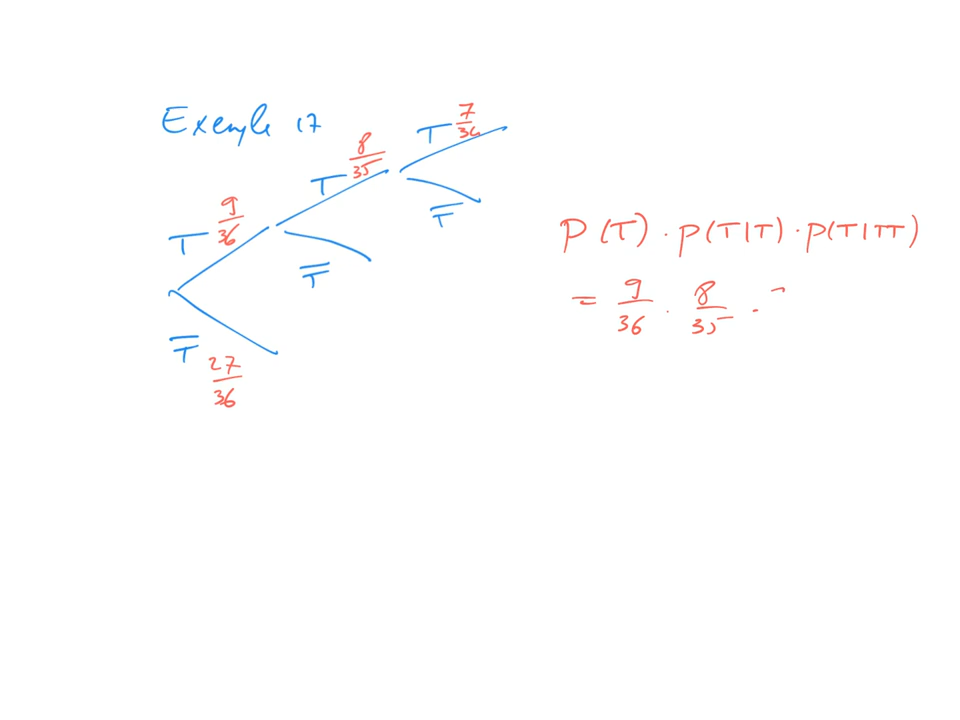 Exemple 17
T 7/36
T 8/35
T̅
T 9/36
T̅
T̅ 27/36
P(T) · P(T|T) · P(T|TT)
= 9/36 · 8/35 ·